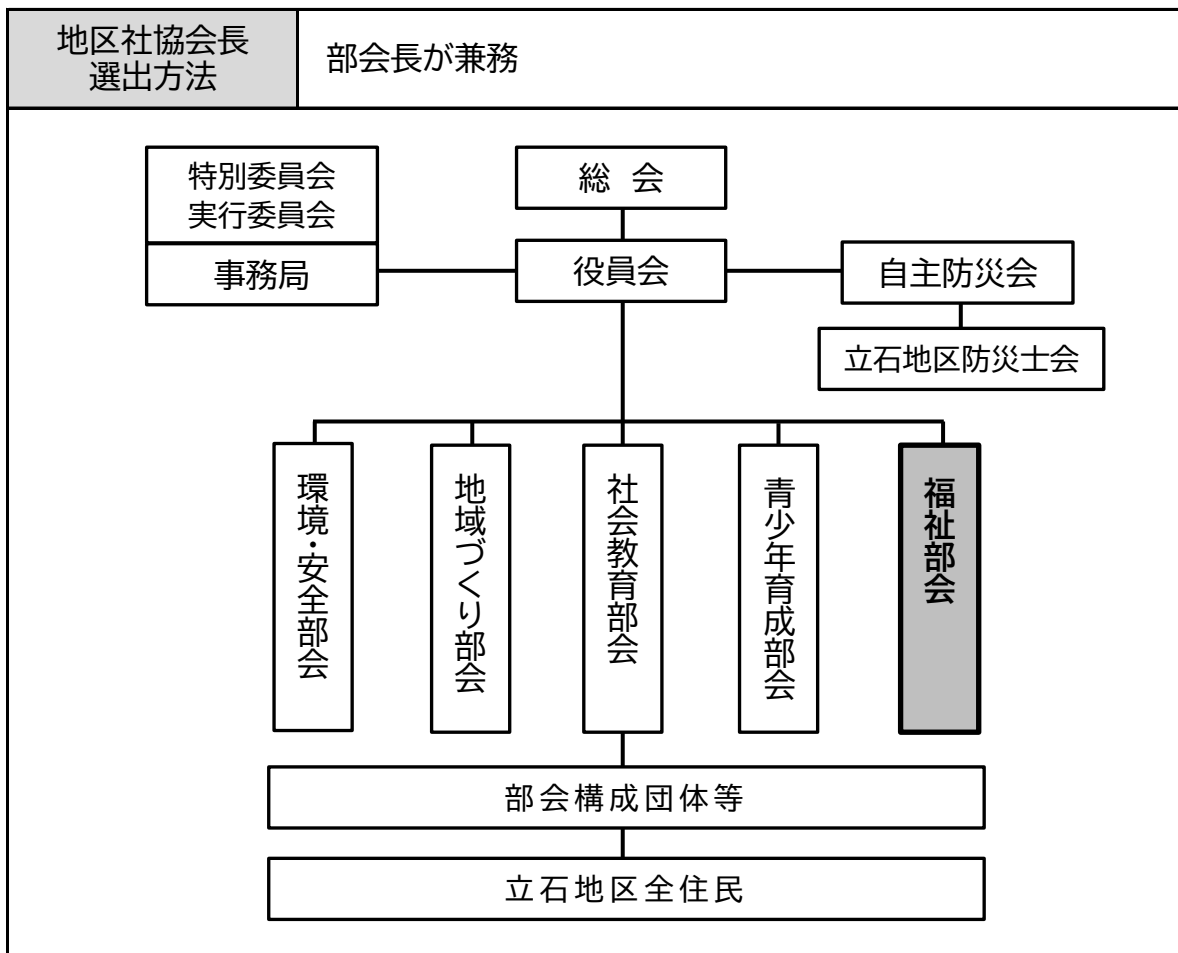 地区社協会長
選出方法
部会長が兼務
特別委員会
実行委員会
事務局
総 会
役員会
自主防災会
立石地区防災士会
環境・安全部会
地域づくり部会
社会教育部会
青少年育成部会
福祉部会
部会構成団体等
立石地区全住民